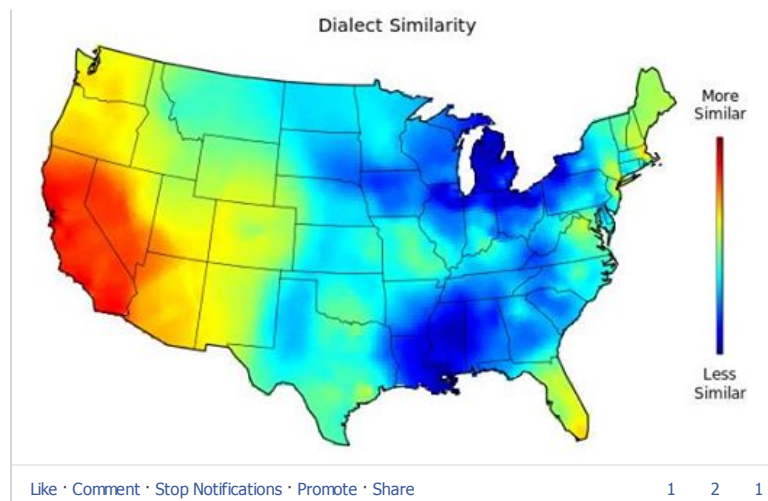 Dialect Similarity
More
Similar
Less
Similar
Like · Comment · Stop Notifications · Promote · Share
1 2 1